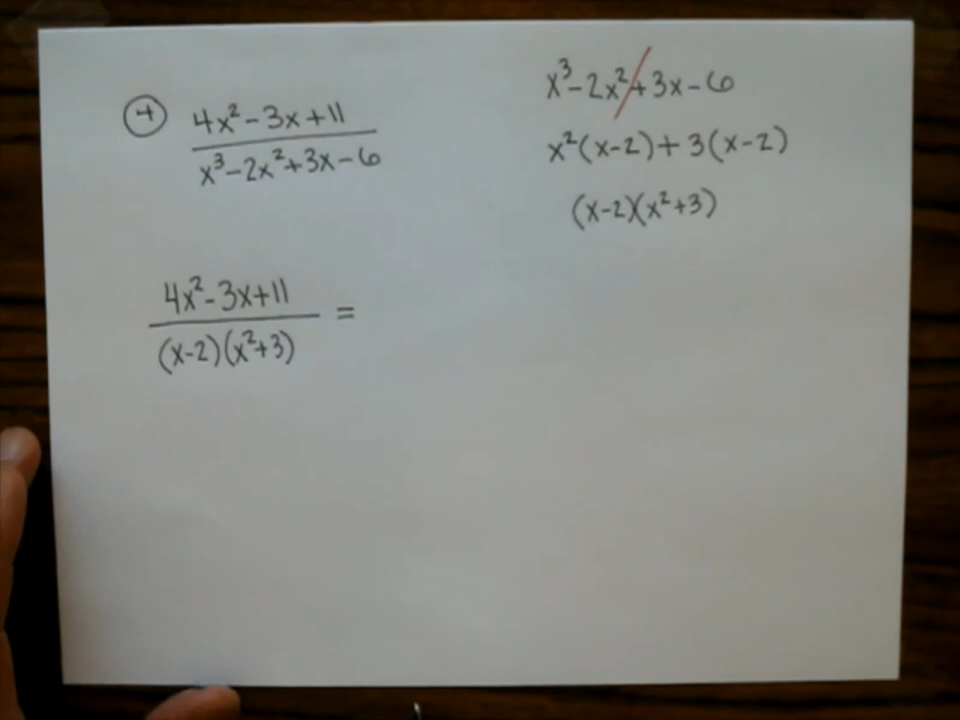 ④ 4x² - 3x + 11
x³ - 2x² + 3x - 6
x³ - 2x² + 3x - 6
x²(x-2) + 3(x-2)
(x-2)(x²+3)
4x² - 3x + 11 =
(x-2)(x²+3)